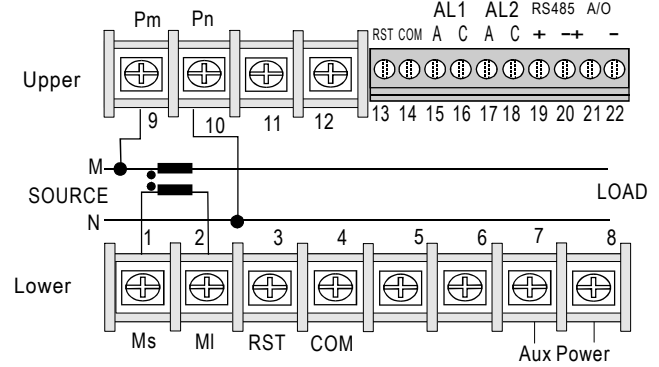 AL1 AL2 RS485 A/O
Pm Pn
RST COM A C A C + -+ -
Upper
9 10 11 12 13 14 15 16 17 18 19 20 21 22
M
SOURCE LOAD
N
1 2 3 4 5 6 7 8
Lower
Ms Ml RST COM
Aux Power